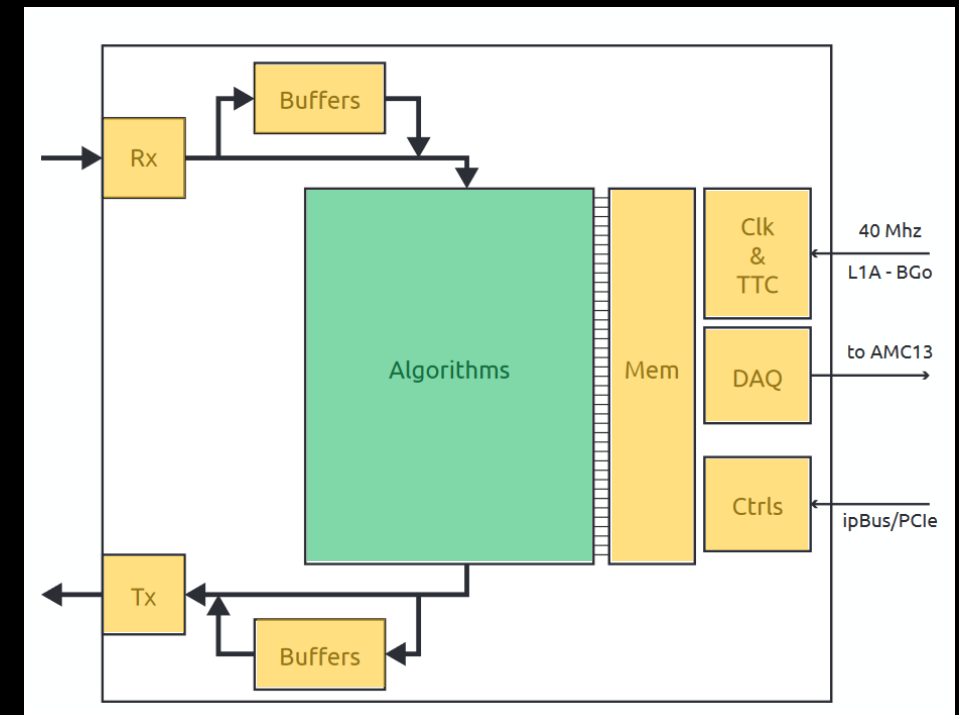 Buffers
Rx
Clk
&
TTC
40 Mhz
L1A - BGo
Algorithms
Mem
DAQ
to AMC13
Ctrls
ipBus/PCIe
Tx
Buffers